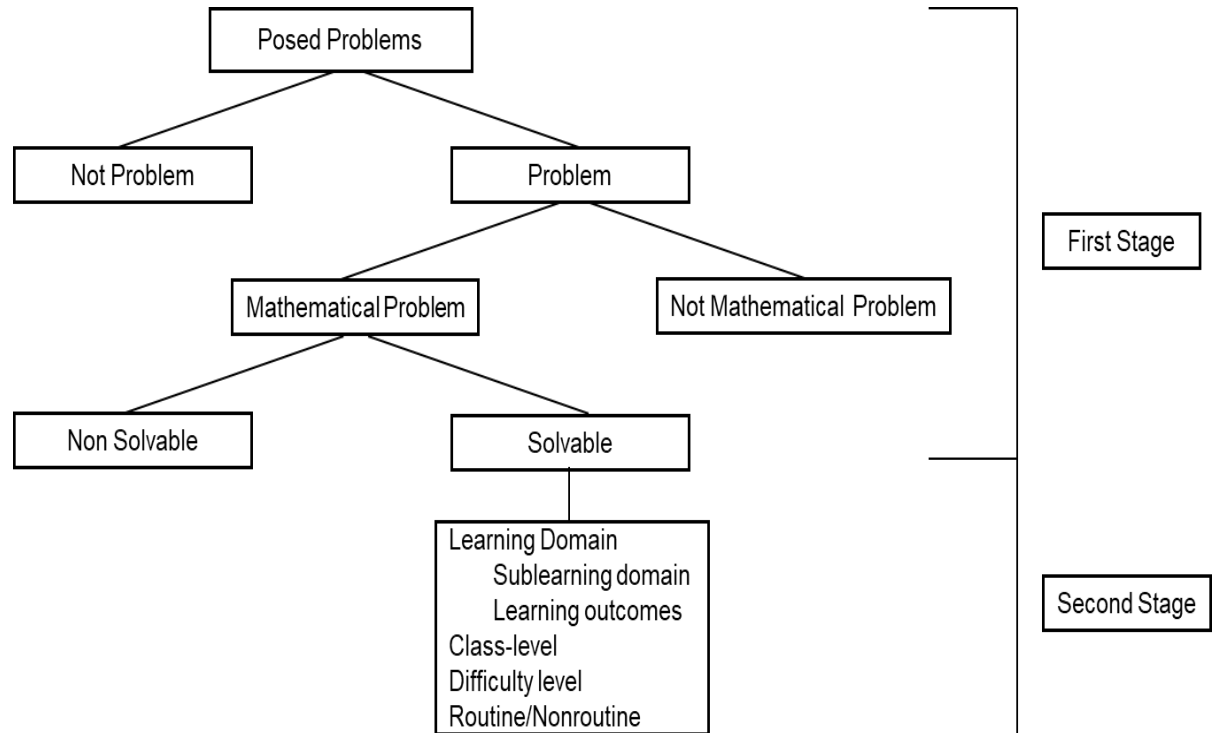 Posed Problems
Not Problem
Problem
First Stage
Mathematical Problem
Not Mathematical Problem
Non Solvable
Solvable
Learning Domain
Sublearning domain
Learning outcomes
Class-level
Difficulty level
Routine/Nonroutine
Second Stage